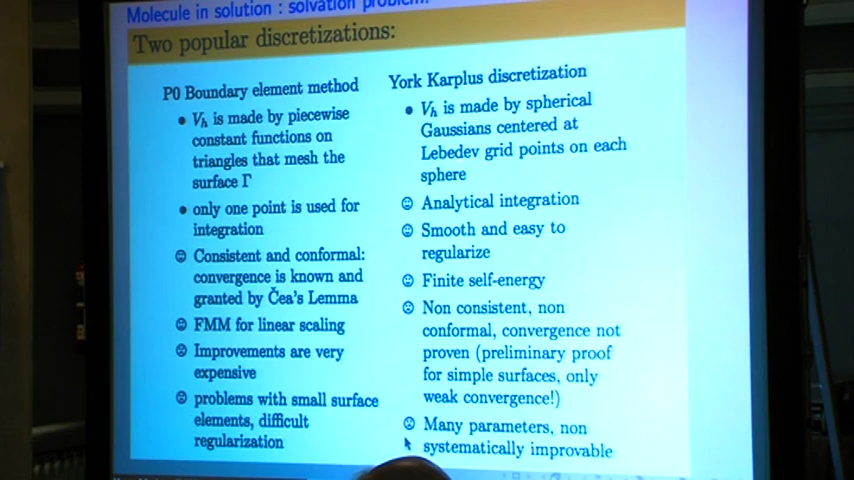 Molecule in solution : solvation problem.
Two popular discretizations:
P0 Boundary element method
• Vh is made by piecewise
constant functions on
triangles that mesh the
surface Γ
• only one point is used for
integration
☺ Consistent and conformal:
convergence is known and
granted by Čea's Lemma
☺ FMM for linear scaling
☹ Improvements are very
expensive
☹ problems with small surface
elements, difficult
regularization
York Karplus discretization
• Vh is made by spherical
Gaussians centered at
Lebedev grid points on each
sphere
☺ Analytical integration
☺ Smooth and easy to
regularize
☺ Finite self-energy
☹ Non consistent, non
conformal, convergence not
proven (preliminary proof
for simple surfaces, only
weak convergence!)
☹ Many parameters, non
systematically improvable